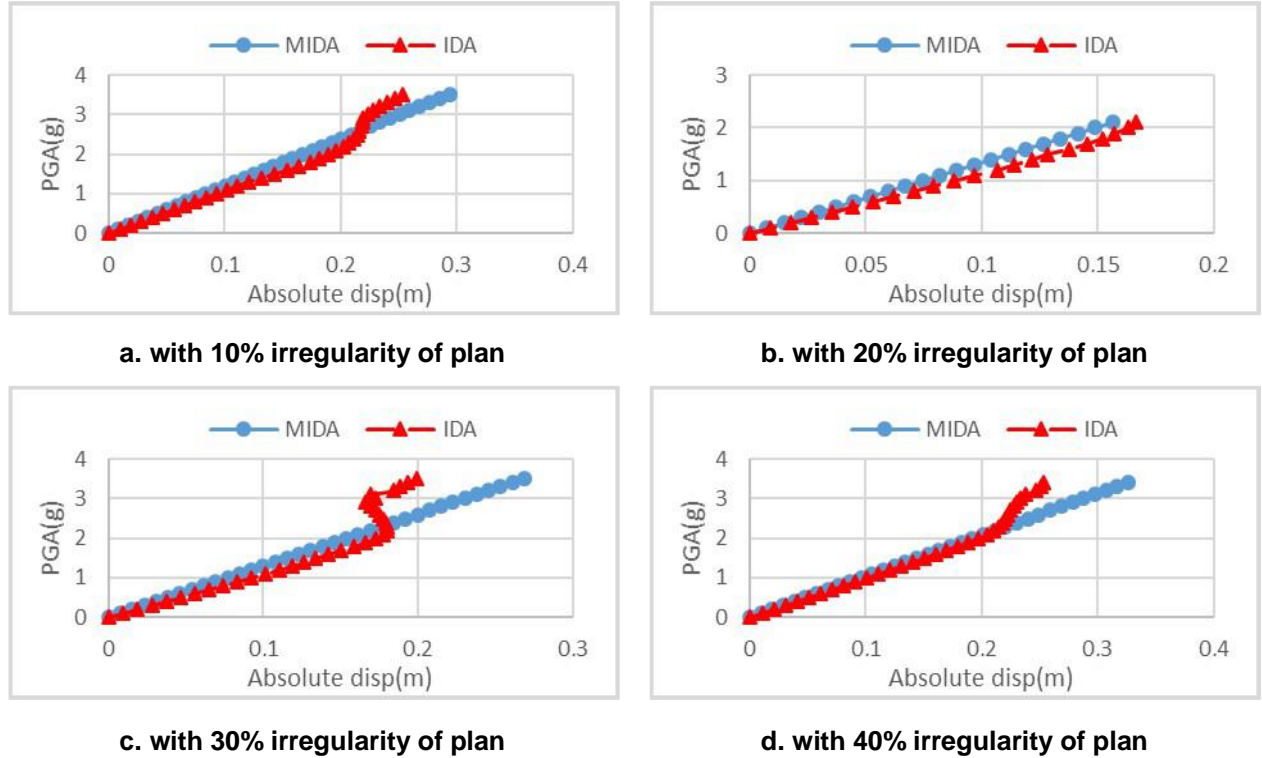 MIDA IDA
4
3
2
1
0
PGA(g)
0 0.1 0.2 0.3 0.4
Absolute disp(m)
a. with 10% irregularity of plan
MIDA IDA
3
2
1
0
PGA(g)
0 0.05 0.1 0.15 0.2
Absolute disp(m)
b. with 20% irregularity of plan
MIDA IDA
4
3
2
1
0
PGA(g)
0 0.1 0.2 0.3
Absolute disp(m)
c. with 30% irregularity of plan
MIDA IDA
4
3
2
1
0
PGA(g)
0 0.1 0.2 0.3 0.4
Absolute disp(m)
d. with 40% irregularity of plan